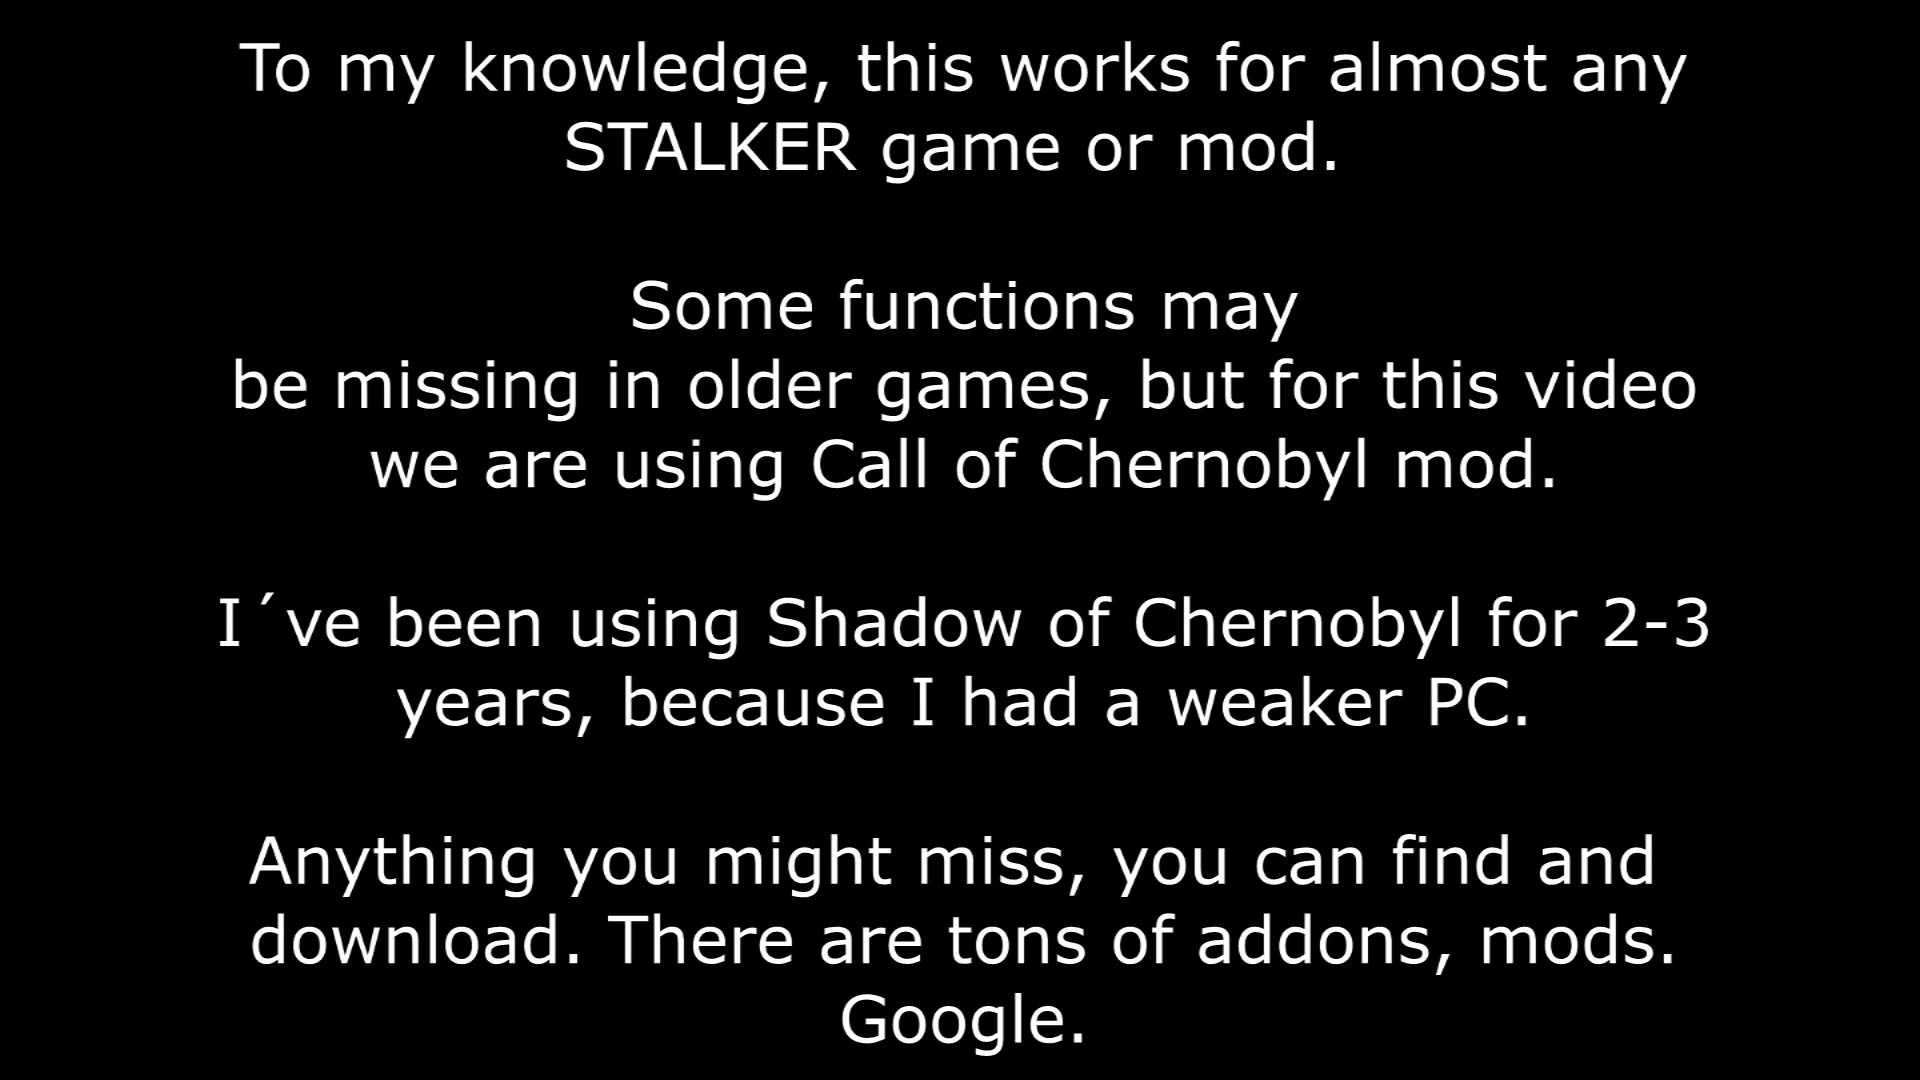 To my knowledge, this works for almost any
STALKER game or mod.
Some functions may
be missing in older games, but for this video
we are using Call of Chernobyl mod.
I´ve been using Shadow of Chernobyl for 2-3
years, because I had a weaker PC.
Anything you might miss, you can find and
download. There are tons of addons, mods.
Google.